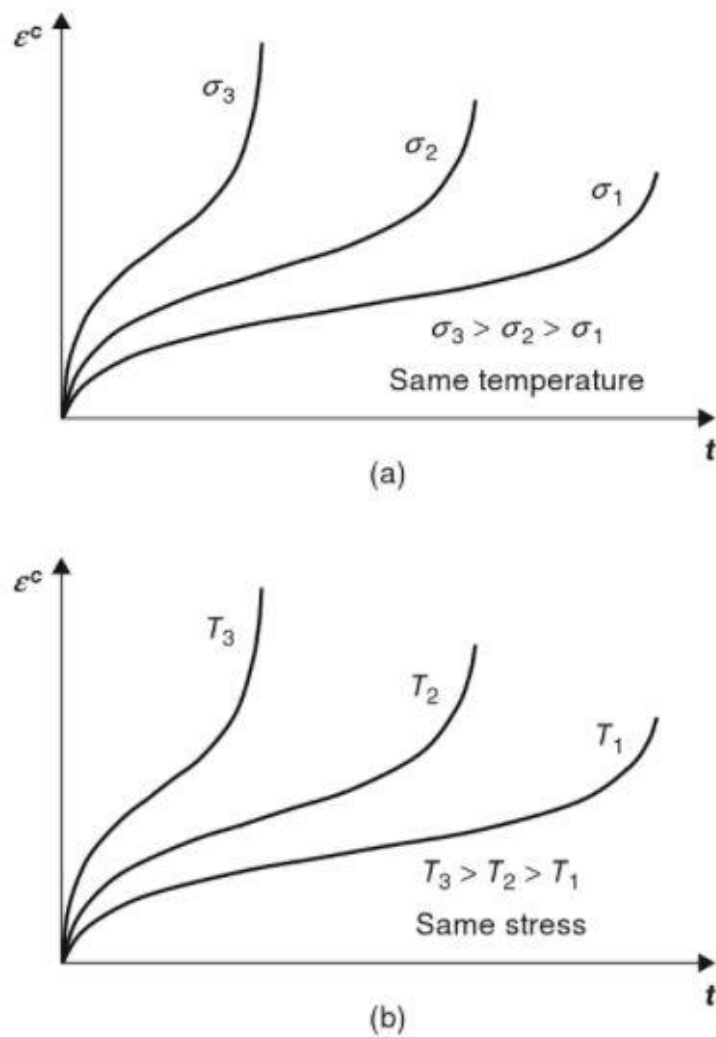 εᶜ
σ₃
σ₂
σ₁
σ₃ > σ₂ > σ₁
Same temperature
t
(a)
εᶜ
T₃
T₂
T₁
T₃ > T₂ > T₁
Same stress
t
(b)